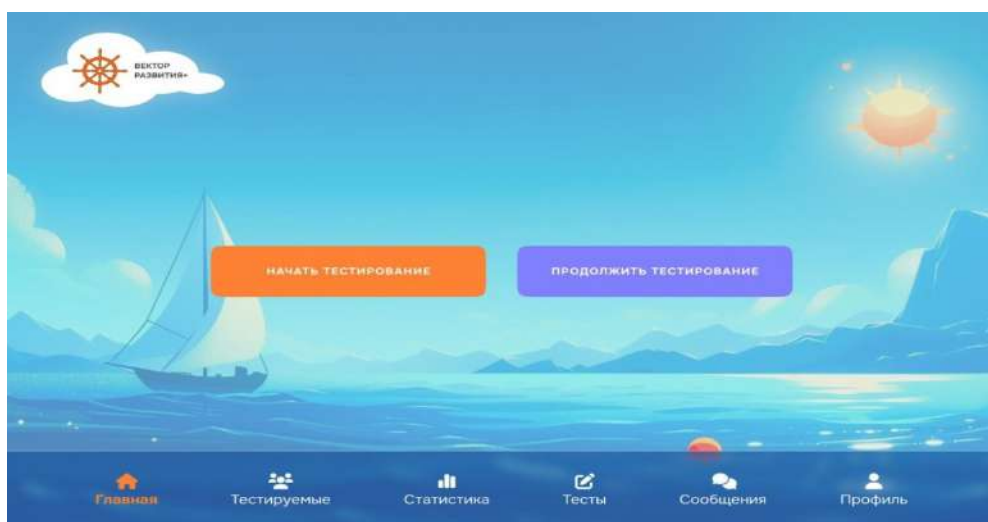 ВЕКТОР
РАЗВИТИЯ+
НАЧАТЬ ТЕСТИРОВАНИЕ
ПРОДОЛЖИТЬ ТЕСТИРОВАНИЕ
Главная
Тестируемые
Статистика
Тесты
Сообщения
Профиль